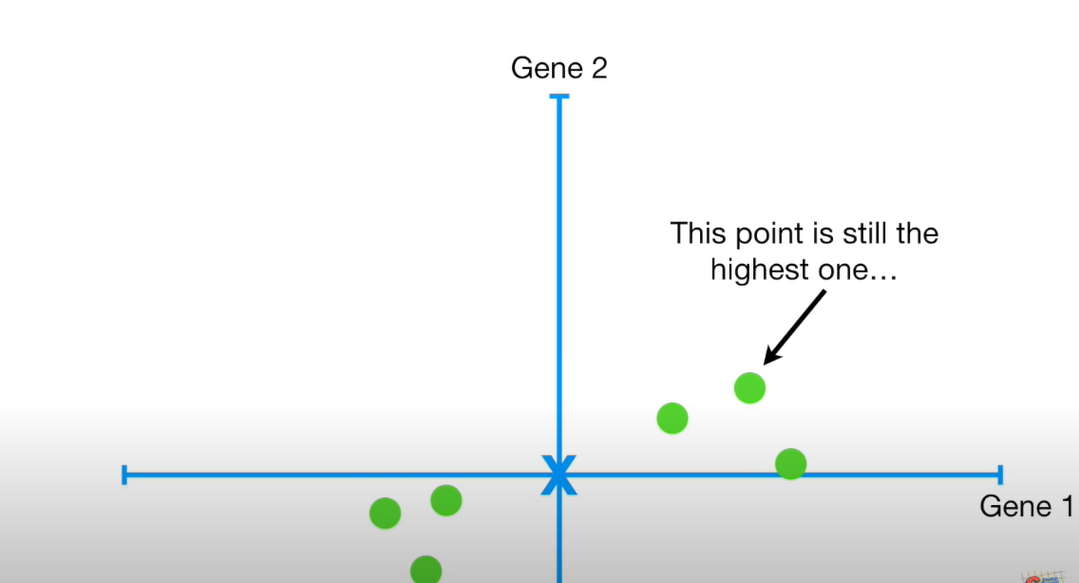 Gene 2
This point is still the
highest one…
X
Gene 1